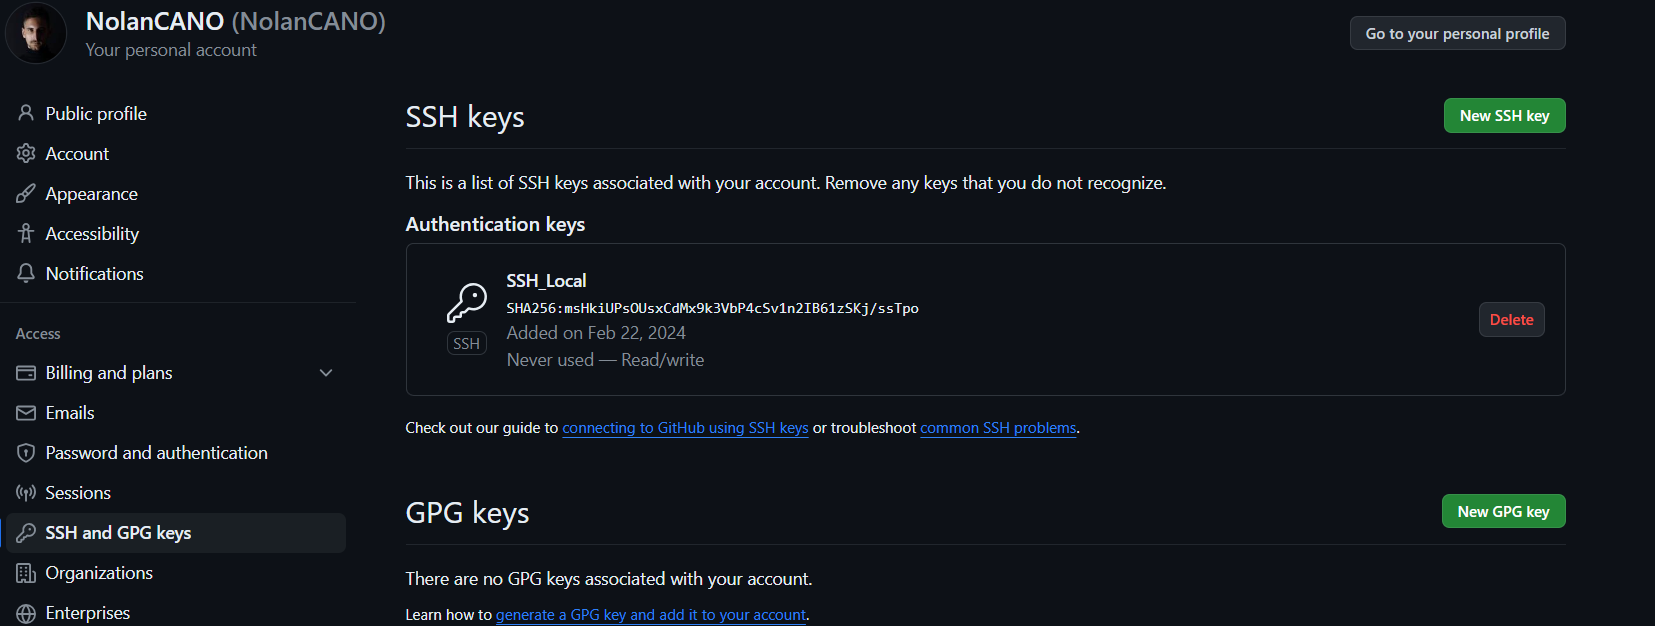 NolanCANO (NolanCANO)
Your personal account
Go to your personal profile
Public profile
Account
Appearance
Accessibility
Notifications
Access
Billing and plans
Emails
Password and authentication
Sessions
SSH and GPG keys
Organizations
Enterprises
SSH keys
New SSH key
This is a list of SSH keys associated with your account. Remove any keys that you do not recognize.
Authentication keys
SSH_Local
SHA256:msHkiUPsOUsxCdMx9k3VbP4cSv1n2IB61zSKj/ssTpo
Added on Feb 22, 2024
Never used — Read/write
SSH
Delete
Check out our guide to connecting to GitHub using SSH keys or troubleshoot common SSH problems.
GPG keys
New GPG key
There are no GPG keys associated with your account.
Learn how to generate a GPG key and add it to your account.